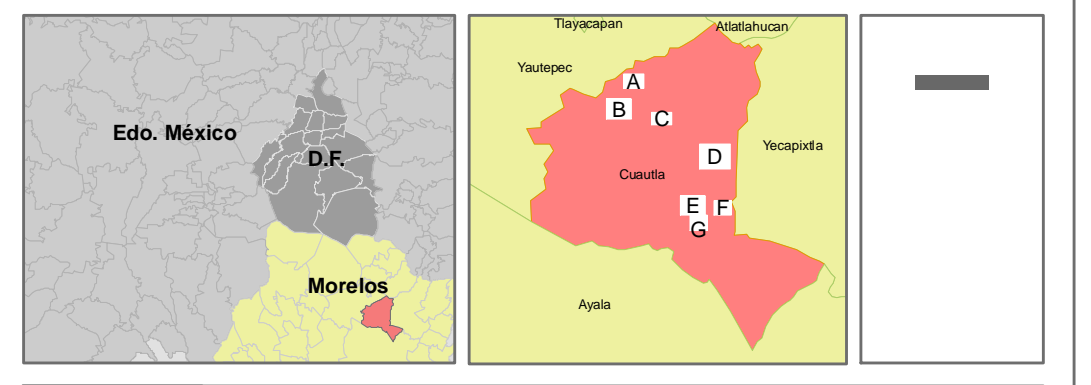 Edo. México
D.F.
Morelos
Tlayacapan
Atlatlahucan
Yautepec
A
B
C
D
Yecapixtla
Cuautla
E
F
G
Ayala